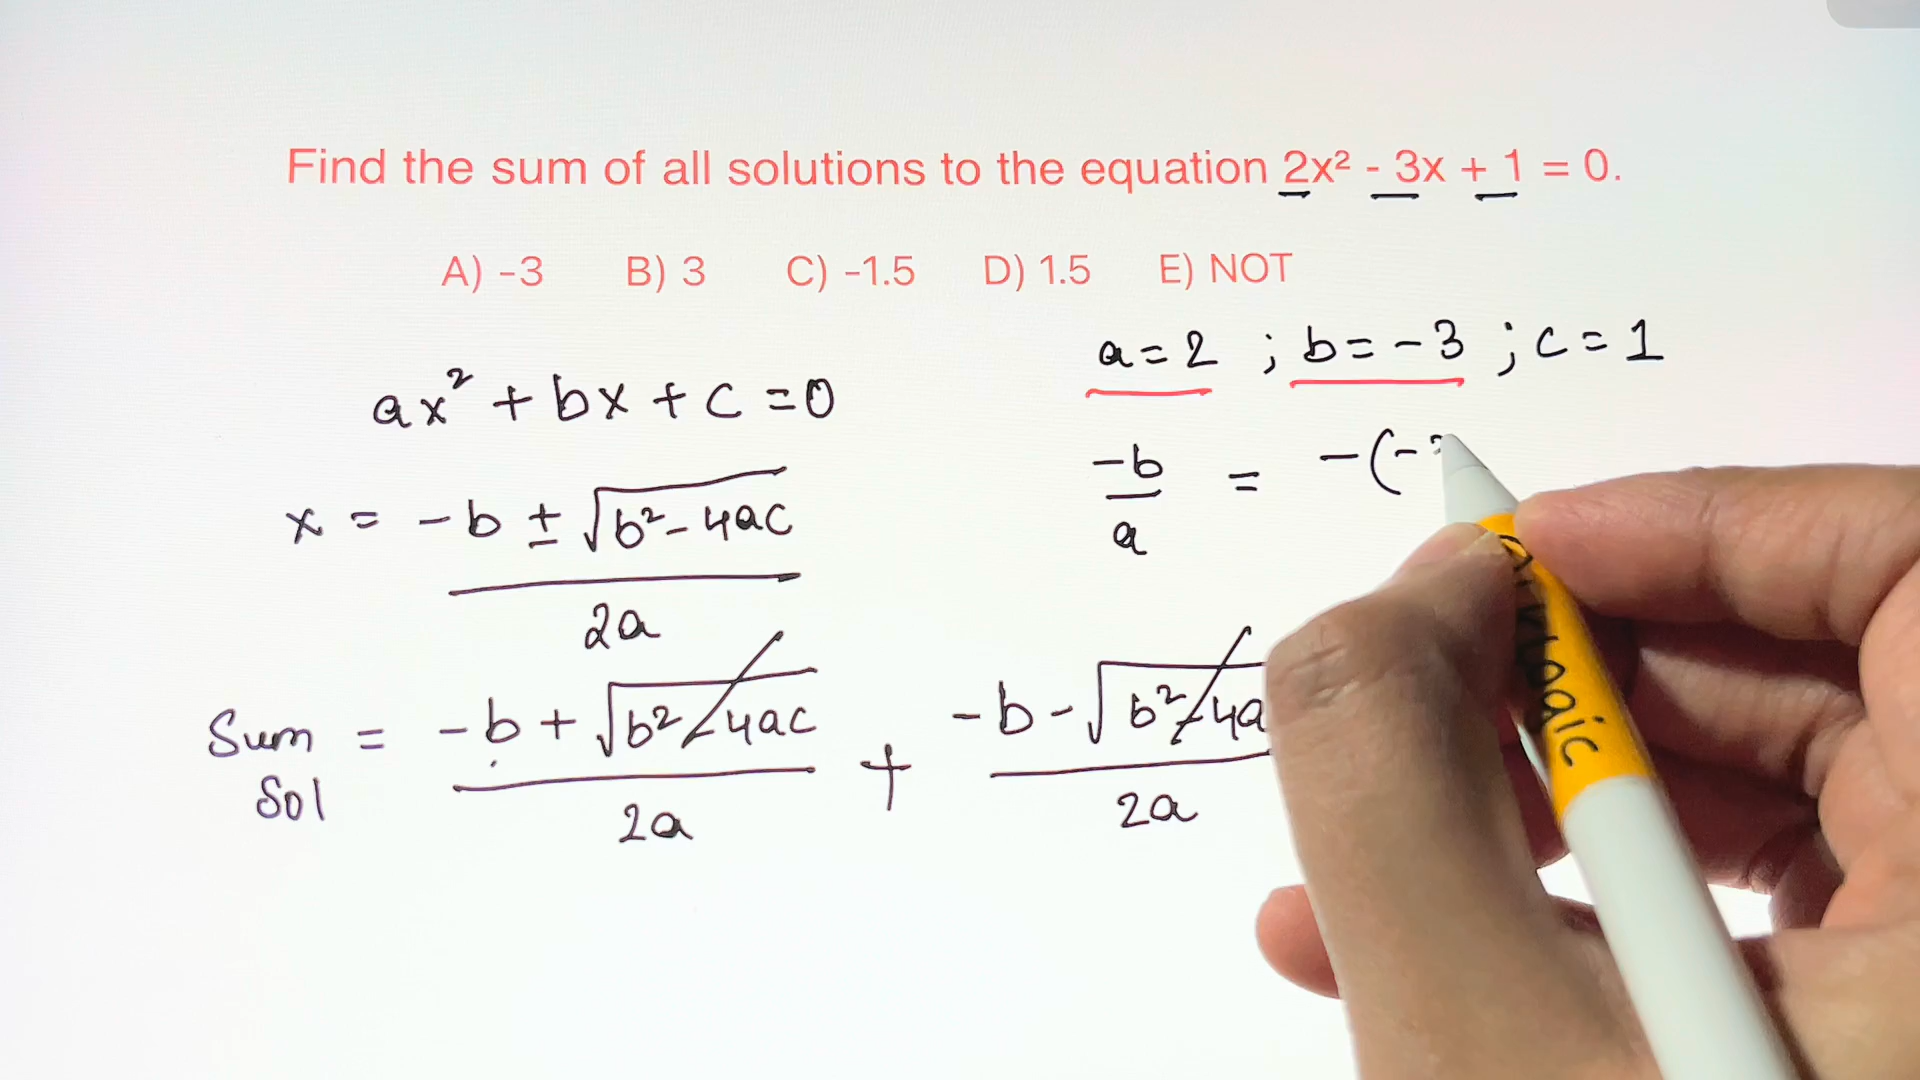 Find the sum of all solutions to the equation 2x² - 3x + 1 = 0.
A) -3 B) 3 C) -1.5 D) 1.5 E) NOT
a = 2 ; b = -3 ; c = 1
ax² + bx + c = 0
-b/a = -(-3
x = -b ± √b² - 4ac / 2a
Sum Sol = -b + √b² - 4ac / 2a + -b - √b² - 4a / 2a